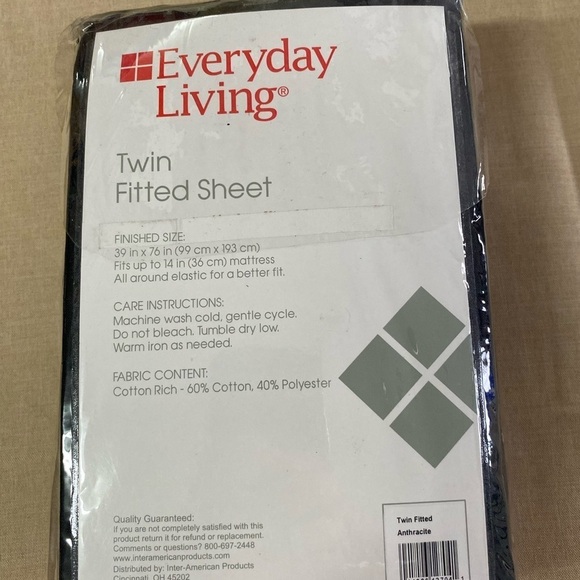 Everyday
Living®
Twin
Fitted Sheet
FINISHED SIZE:
39 in x 76 in (99 cm x 193 cm)
Fits up to 14 in (36 cm) mattress
All around elastic for a better fit.
CARE INSTRUCTIONS:
Machine wash cold, gentle cycle.
Do not bleach. Tumble dry low.
Warm iron as needed.
FABRIC CONTENT:
Cotton Rich - 60% Cotton, 40% Polyester
Quality Guaranteed:
If you are not completely satisfied with this
product return it for refund or replacement.
Comments or questions? 800-697-2448
www.interamericanproducts.com
Distributed by: Inter-American Products
Cincinnati, OH 45202
Twin Fitted
Anthracite